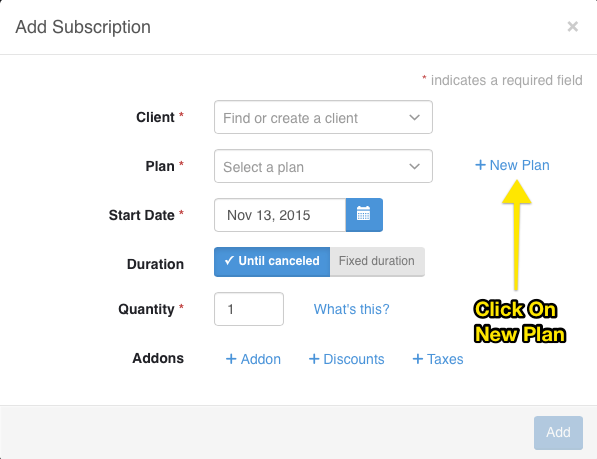 Add Subscription ×
* indicates a required field
Client * Find or create a client
Plan * Select a plan + New Plan
Start Date * Nov 13, 2015
Duration ✓ Until canceled Fixed duration
Quantity * 1 What's this?
Click On
New Plan
Addons + Addon + Discounts + Taxes
Add